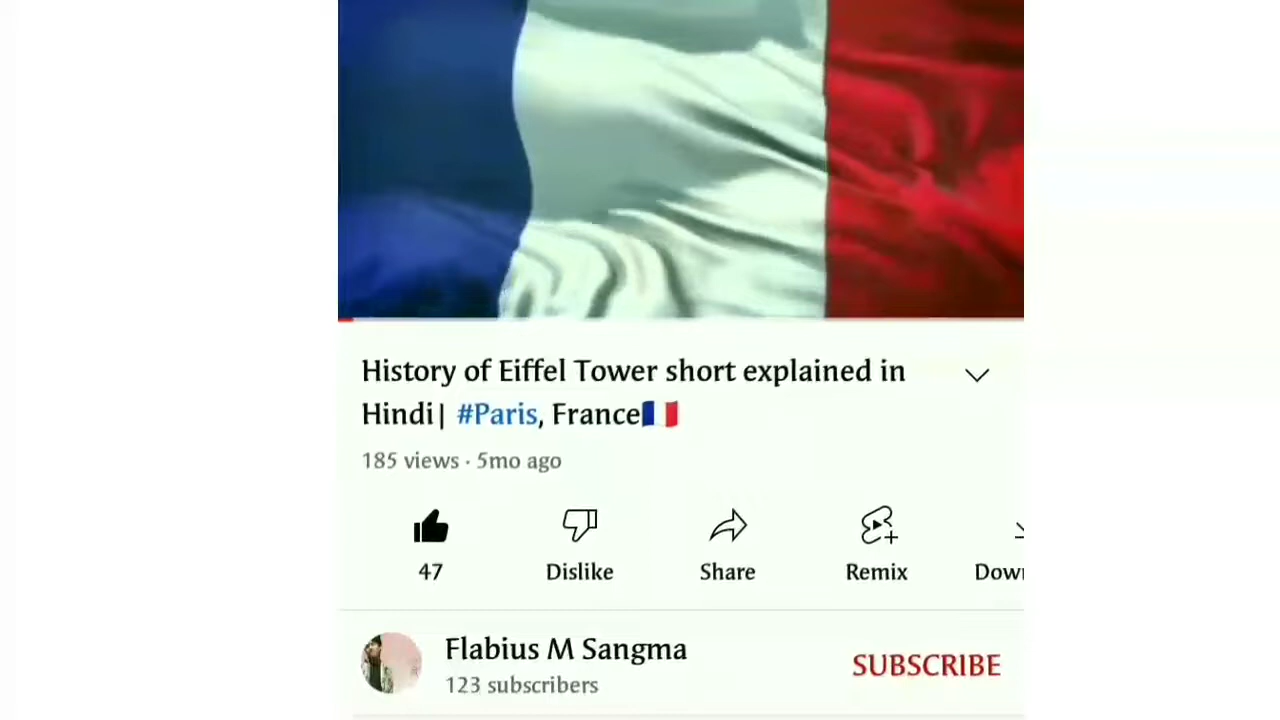 History of Eiffel Tower short explained in
Hindi| #Paris, France🇫🇷
185 views · 5mo ago
47
Dislike
Share
Remix
Down
Flabius M Sangma
123 subscribers
SUBSCRIBE